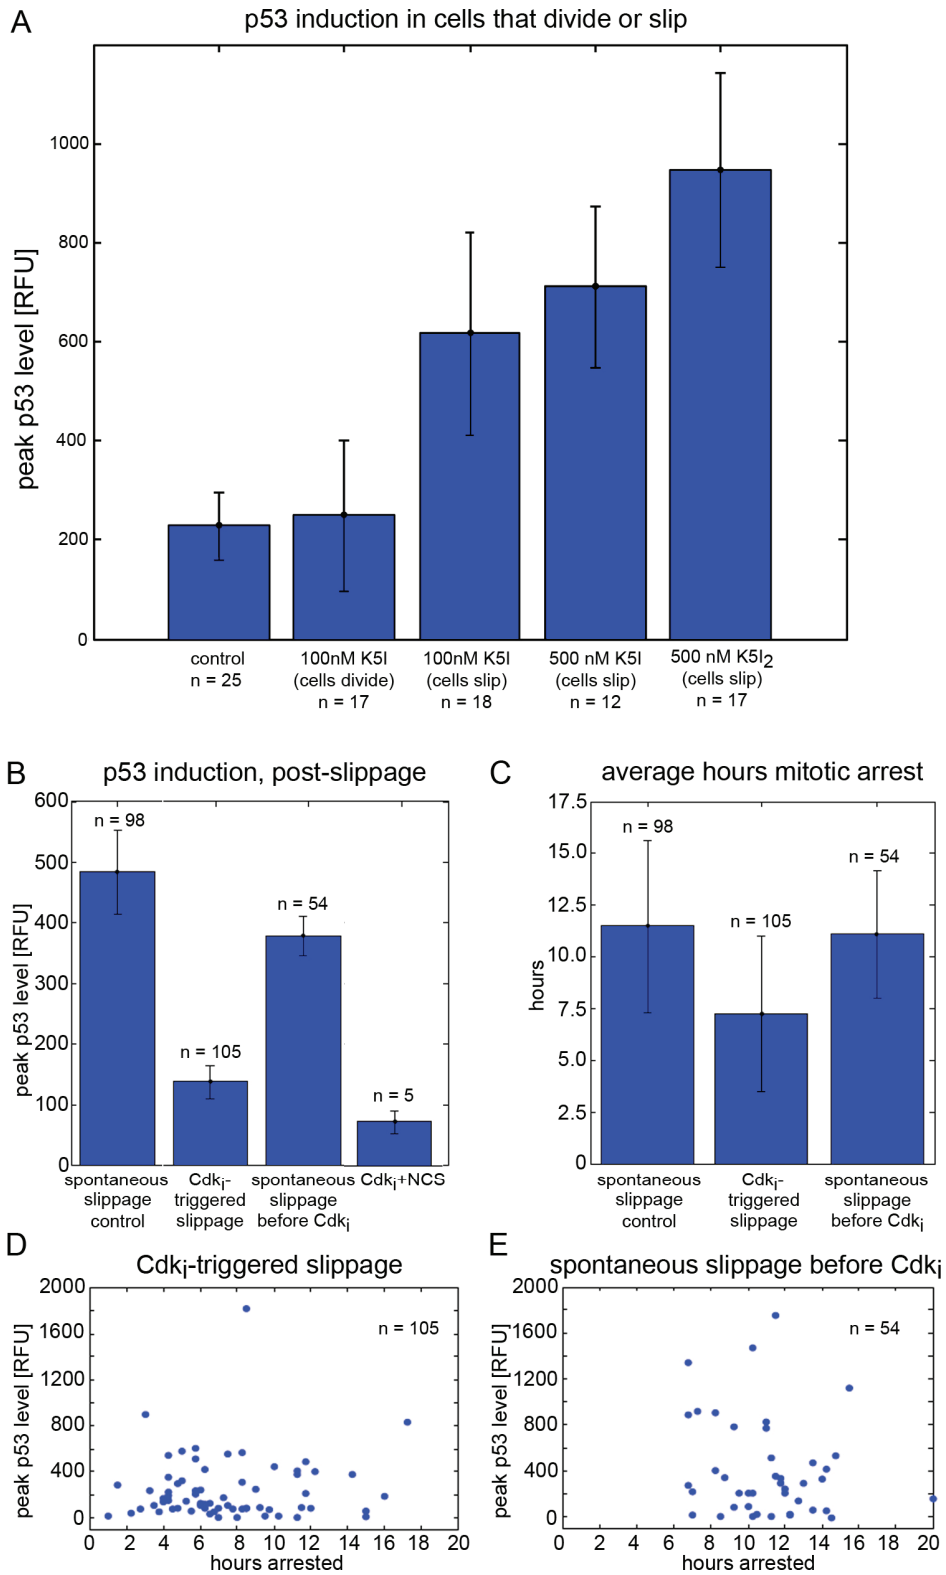 A
p53 induction in cells that divide or slip
peak p53 level [RFU]
1000
800
600
400
200
0
control
n = 25
100nM K5I
(cells divide)
n = 17
100nM K5I
(cells slip)
n = 18
500 nM K5I
(cells slip)
n = 12
500 nM K5I2
(cells slip)
n = 17
B
p53 induction, post-slippage
peak p53 level [RFU]
600
500
400
300
200
100
0
n = 98
n = 105
n = 54
n = 5
spontaneous
slippage
control
Cdki-
triggered
slippage
spontaneous
slippage
before Cdki
Cdki+NCS
C
average hours mitotic arrest
hours
17.5
15.0
12.5
10.0
7.5
5.0
2.5
0
n = 98
n = 105
n = 54
spontaneous
slippage
control
Cdki-
triggered
slippage
spontaneous
slippage
before Cdki
D
Cdki-triggered slippage
peak p53 level [RFU]
2000
1600
1200
800
400
0
n = 105
0 2 4 6 8 10 12 14 16 18 20
hours arrested
E
spontaneous slippage before Cdki
peak p53 level [RFU]
2000
1600
1200
800
400
0
n = 54
0 2 4 6 8 10 12 14 16 18 20
hours arrested